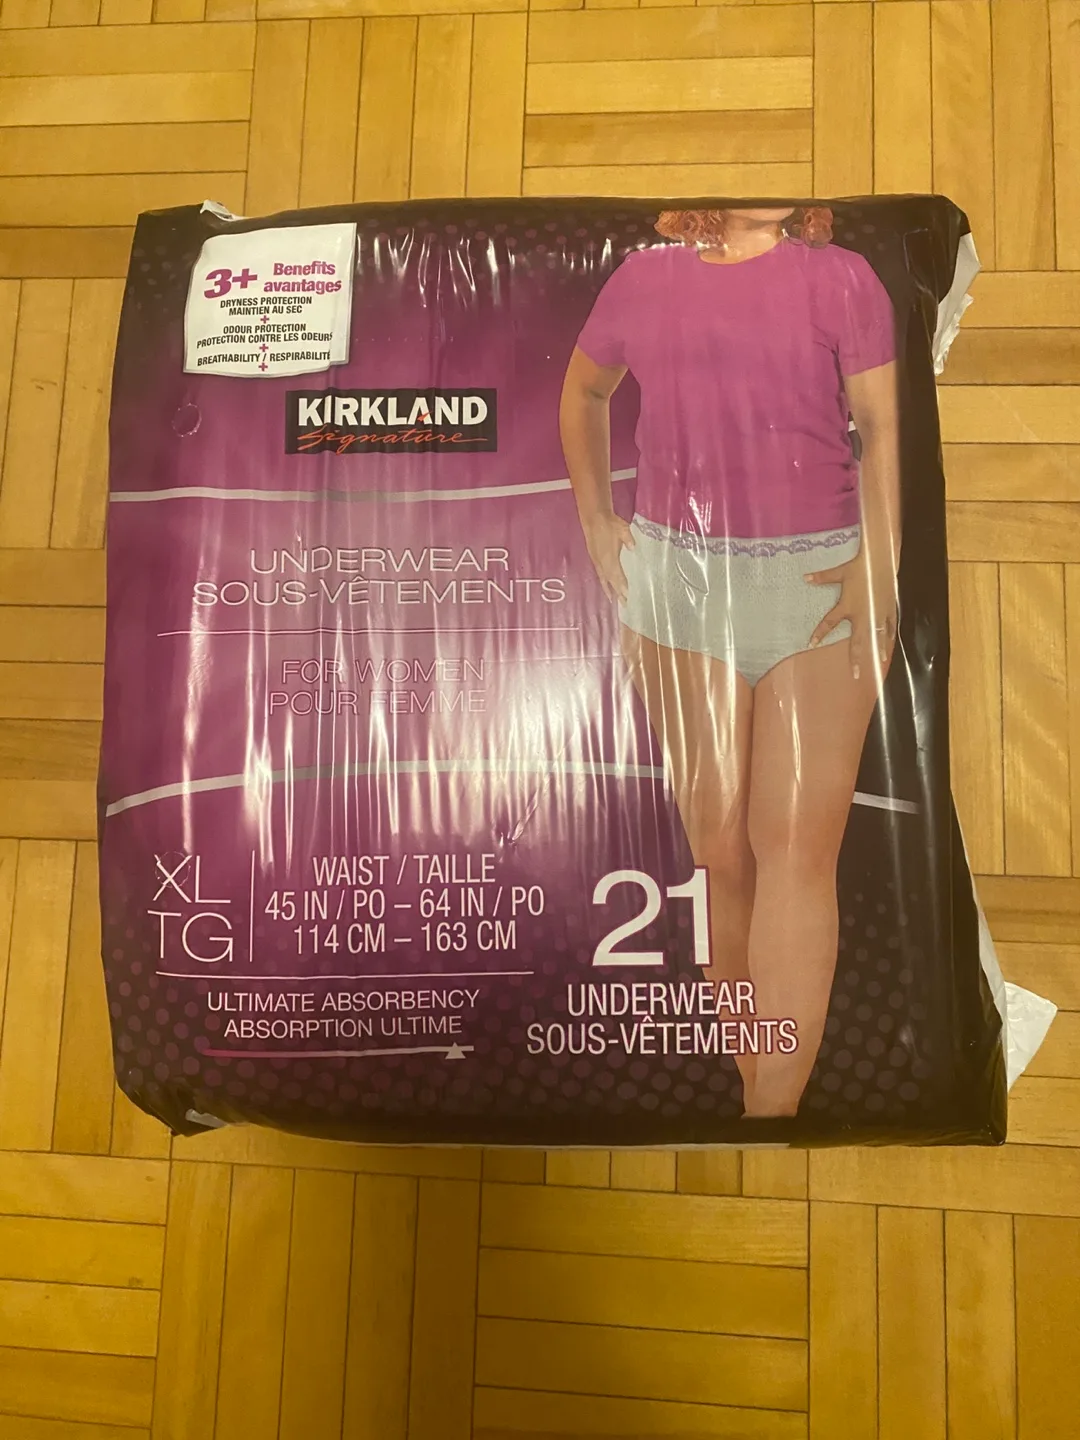 3+ Benefits
avantages
DRYNESS PROTECTION
MAINTIEN AU SEC
+
ODOUR PROTECTION
PROTECTION CONTRE LES ODEURS
+
BREATHABILITY / RESPIRABILITÉ
+
KIRKLAND
Signature
UNDERWEAR
SOUS-VÊTEMENTS
FOR WOMEN
POUR FEMME
XL
TG
WAIST / TAILLE
45 IN / PO – 64 IN / PO
114 CM – 163 CM
ULTIMATE ABSORBENCY
ABSORPTION ULTIME
21
UNDERWEAR
SOUS-VÊTEMENTS